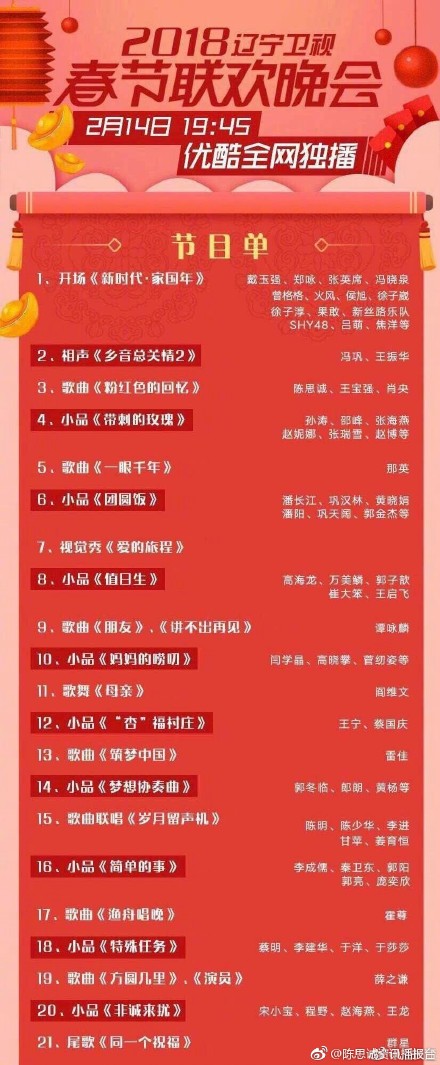 2018辽宁卫视
春节联欢晚会
2月14日 19:45
优酷全网独播
节目单
1、开场《新时代·家国年》 戴玉强、郑咏、张英席、冯晓泉
曾格格、火风、侯旭、徐子崴
徐子淳、果敢、新丝路乐队
SHY48、吕萌、焦洋等
2、相声《乡音总关情2》 冯巩、王振华
3、歌曲《粉红色的回忆》 陈思诚、王宝强、肖央
4、小品《带刺的玫瑰》 孙涛、邵峰、张海燕
赵妮娜、张瑞雪、赵博等
5、歌曲《一眼千年》 那英
6、小品《团圆饭》 潘长江、巩汉林、黄晓娟
潘阳、巩天阔、郭金杰等
7、视觉秀《爱的旅程》
8、小品《值日生》 高海龙、万美麟、郭子歆
崔大笨、王启飞
9、歌曲《朋友》、《讲不出再见》 谭咏麟
10、小品《妈妈的唠叨》 闫学晶、高晓攀、菅纫姿等
11、歌舞《母亲》 阎维文
12、小品《“杏”福村庄》 王宁、蔡国庆
13、歌曲《筑梦中国》 雷佳
14、小品《梦想协奏曲》 郭冬临、郎朗、黄杨等
15、歌曲联唱《岁月留声机》 陈明、陈少华、李进
甘苹、姜育恒
16、小品《简单的事》 李成儒、秦卫东、郭阳
郭亮、庞奕欣
17、歌曲《渔舟唱晚》 霍尊
18、小品《特殊任务》 蔡明、李建华、于洋、于莎莎
19、歌曲《方圆几里》、《演员》 薛之谦
20、小品《非诚来扰》 宋小宝、程野、赵海燕、王龙
21、尾歌《同一个祝福》 群星
@陈思诚资讯播报台